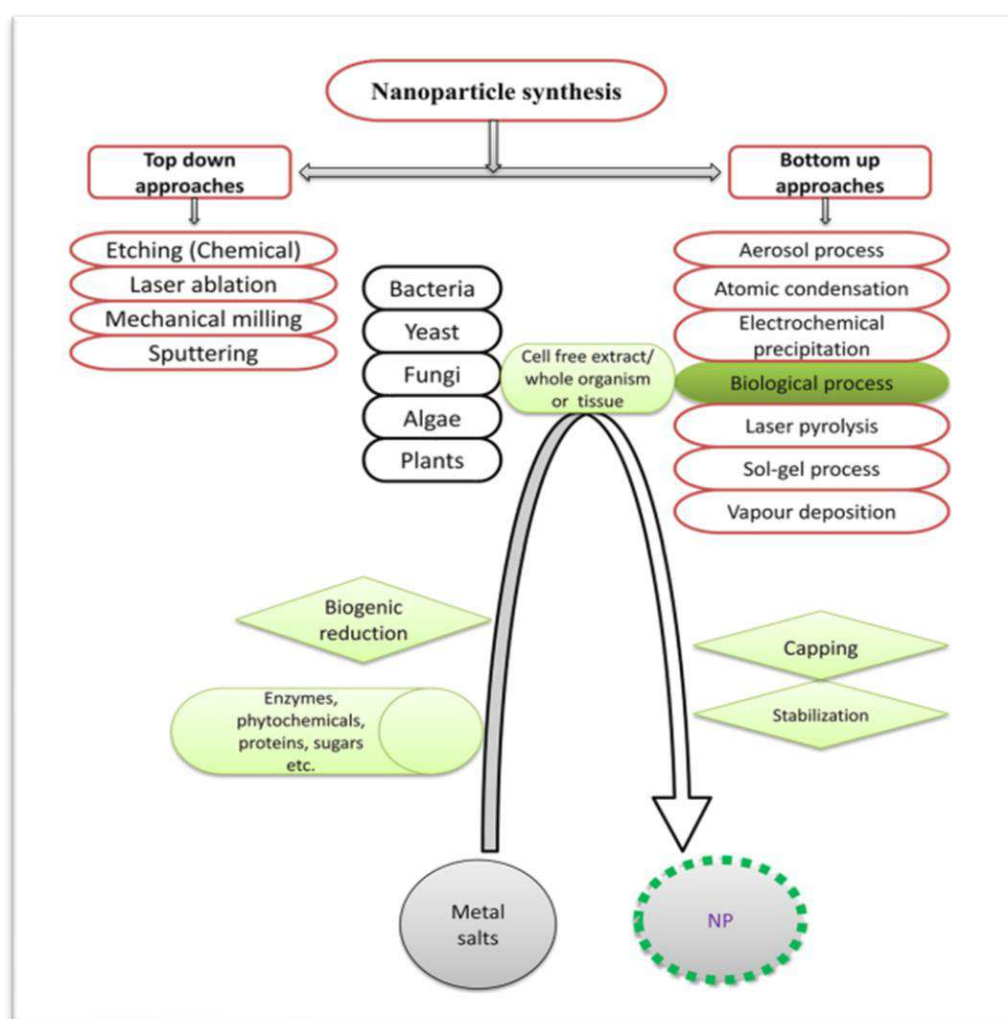 Nanoparticle synthesis
Top down
approaches
Bottom up
approaches
Etching (Chemical)
Laser ablation
Mechanical milling
Sputtering
Bacteria
Yeast
Fungi
Algae
Plants
Cell free extract/
whole organism
or tissue
Aerosol process
Atomic condensation
Electrochemical
precipitation
Biological process
Laser pyrolysis
Sol-gel process
Vapour deposition
Biogenic
reduction
Enzymes,
phytochemicals,
proteins, sugars
etc.
Capping
Stabilization
Metal
salts
NP